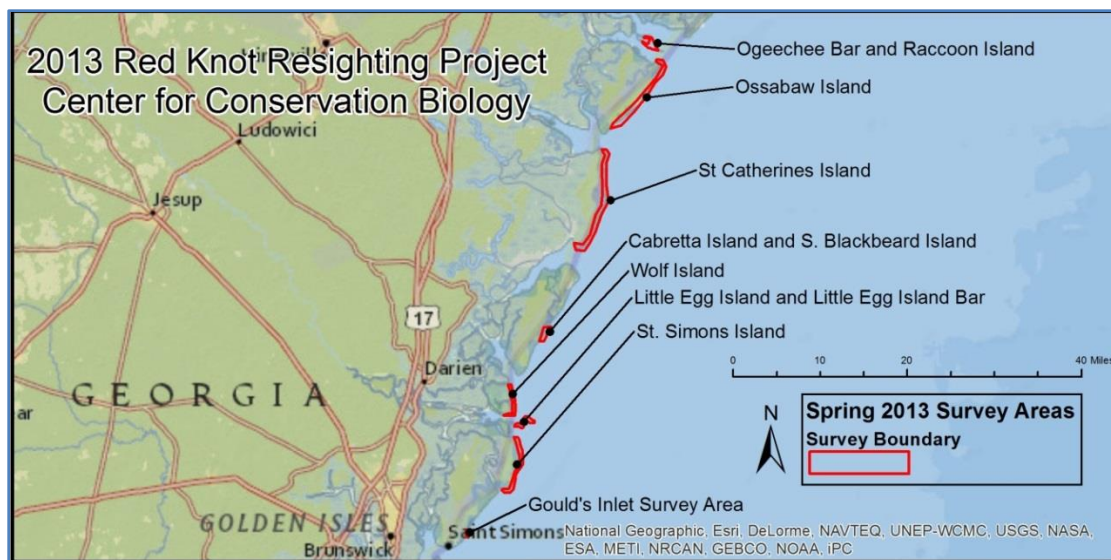 2013 Red Knot Resighting Project
Center for Conservation Biology
Ogeechee Bar and Raccoon Island
Ossabaw Island
Ludowici
St Catherines Island
Jesup
Cabretta Island and S. Blackbeard Island
Wolf Island
Little Egg Island and Little Egg Island Bar
17
St. Simons Island
Darien
0 10 20 40 Miles
GEORGIA
ar
N
Spring 2013 Survey Areas
Survey Boundary
Gould's Inlet Survey Area
GOLDEN ISLES
Saint Simons
Brunswick
National Geographic, Esri, DeLorme, NAVTEQ, UNEP-WCMC, USGS, NASA,
ESA, METI, NRCAN, GEBCO, NOAA, iPC